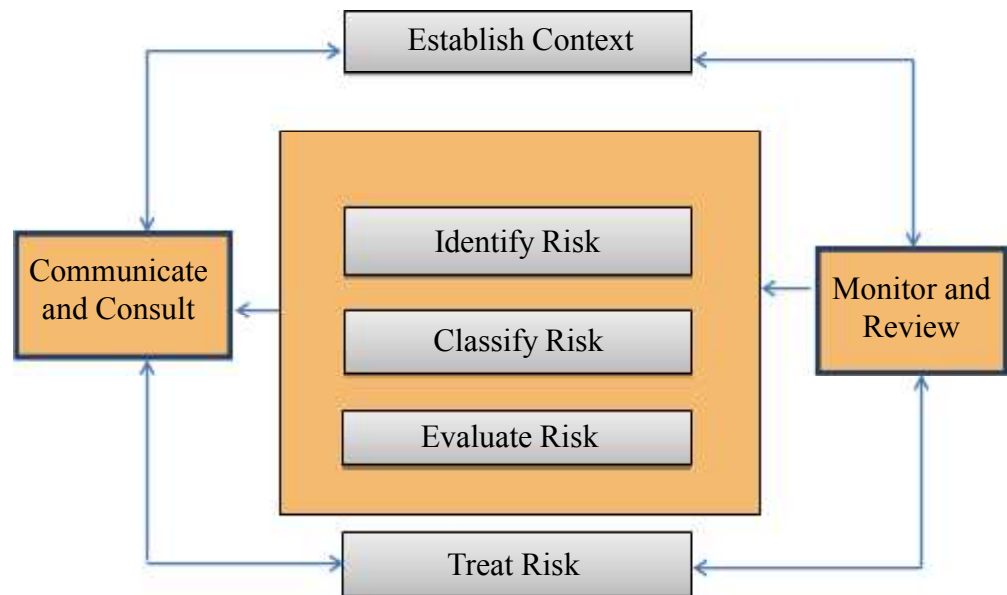 Establish Context
Identify Risk
Communicate
and Consult
Monitor and
Review
Classify Risk
Evaluate Risk
Treat Risk